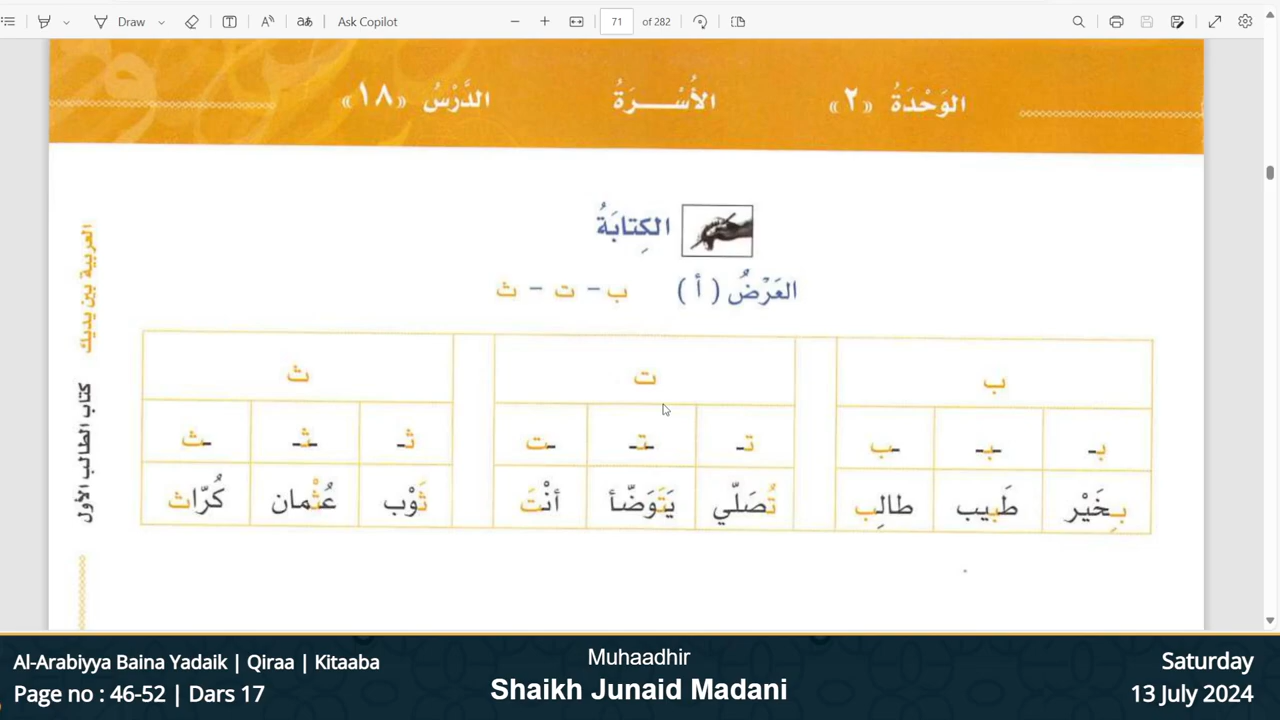 Draw
Ask Copilot
71 of 282
الوَحْدَةُ «٢» الأُسْـــرَةُ الدَّرْسُ «١٨»
الكِتابَةُ
العَرْضُ ( أ ) ب - ت - ث
ب ت ث
بـ ـبـ ـب تـ ـتـ ـت ثـ ـثـ ـث
بِخَيْر طَبيب طالِب تُصَلّي يَتَوَضّأ أنْتَ ثَوْب عُثْمان كُرّاث
العربية بين يديك
كتاب الطالب الأول
Al-Arabiyya Baina Yadaik | Qiraa | Kitaaba
Page no : 46-52 | Dars 17
Muhaadhir
Shaikh Junaid Madani
Saturday
13 July 2024